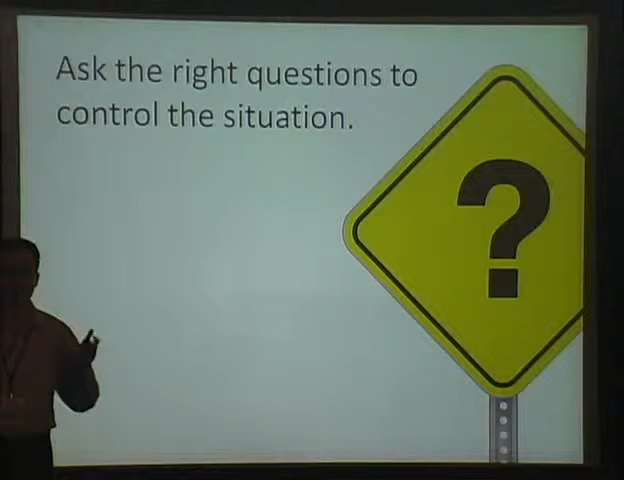 Ask the right questions to
control the situation.
?